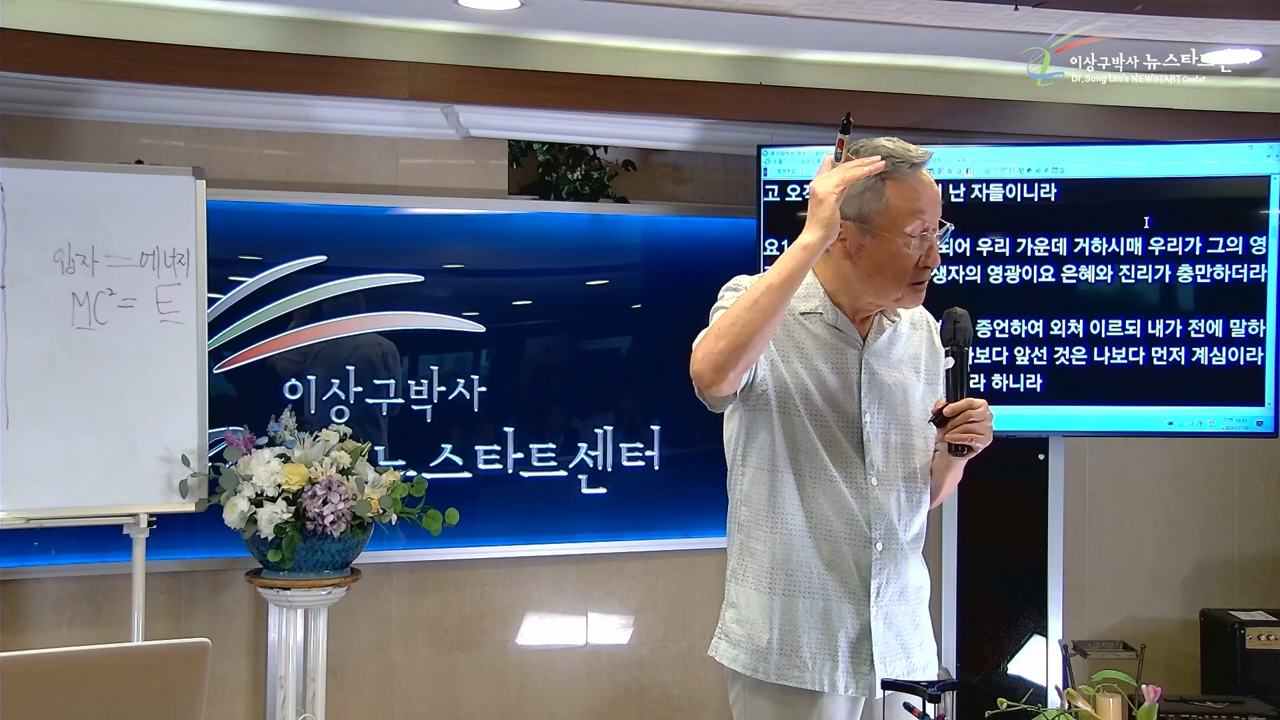 이상구박사 뉴스타트센터
Dr. Sang Lee's NEWSTART Center
입자 = 에너지
MC² = E
이상구박사
뉴스타트센터
고 오 난 자들이니라
요1 되어 우리 가운데 거하시매 우리가 그의 영
생자의 영광이요 은혜와 진리가 충만하더라
증언하여 외쳐 이르되 내가 전에 말하
보다 앞선 것은 나보다 먼저 계심이라
라 하니라